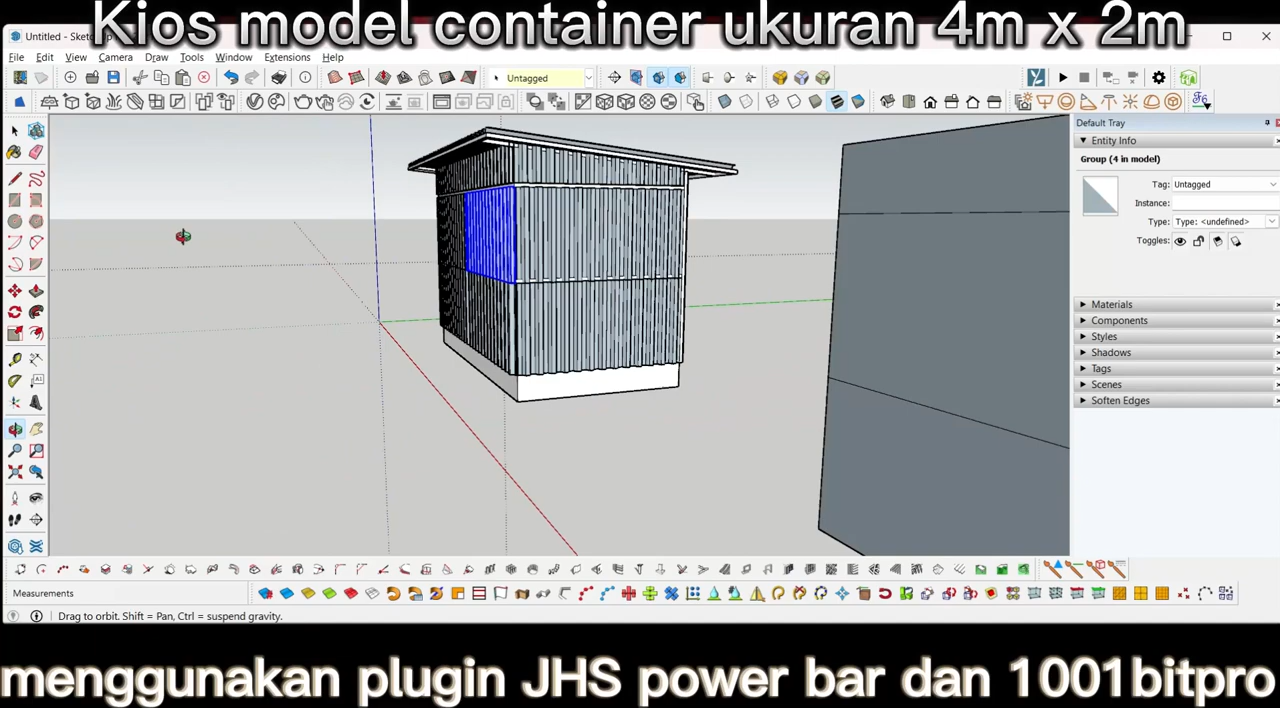 Kios model container ukuran 4m x 2m
Untitled - Sketch
File Edit View Camera Draw Tools Window Extensions Help
Untagged
Default Tray
Entity Info
Group (4 in model)
Tag: Untagged
Instance:
Type: Type: <undefined>
Toggles:
Materials
Components
Styles
Shadows
Tags
Scenes
Soften Edges
Measurements
Drag to orbit. Shift = Pan, Ctrl = suspend gravity.
menggunakan plugin JHS power bar dan 1001bitpro